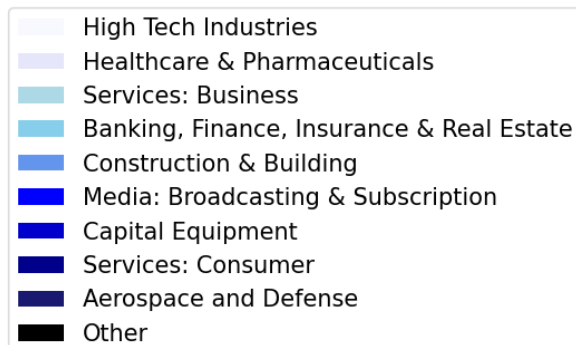 High Tech Industries
Healthcare & Pharmaceuticals
Services: Business
Banking, Finance, Insurance & Real Estate
Construction & Building
Media: Broadcasting & Subscription
Capital Equipment
Services: Consumer
Aerospace and Defense
Other